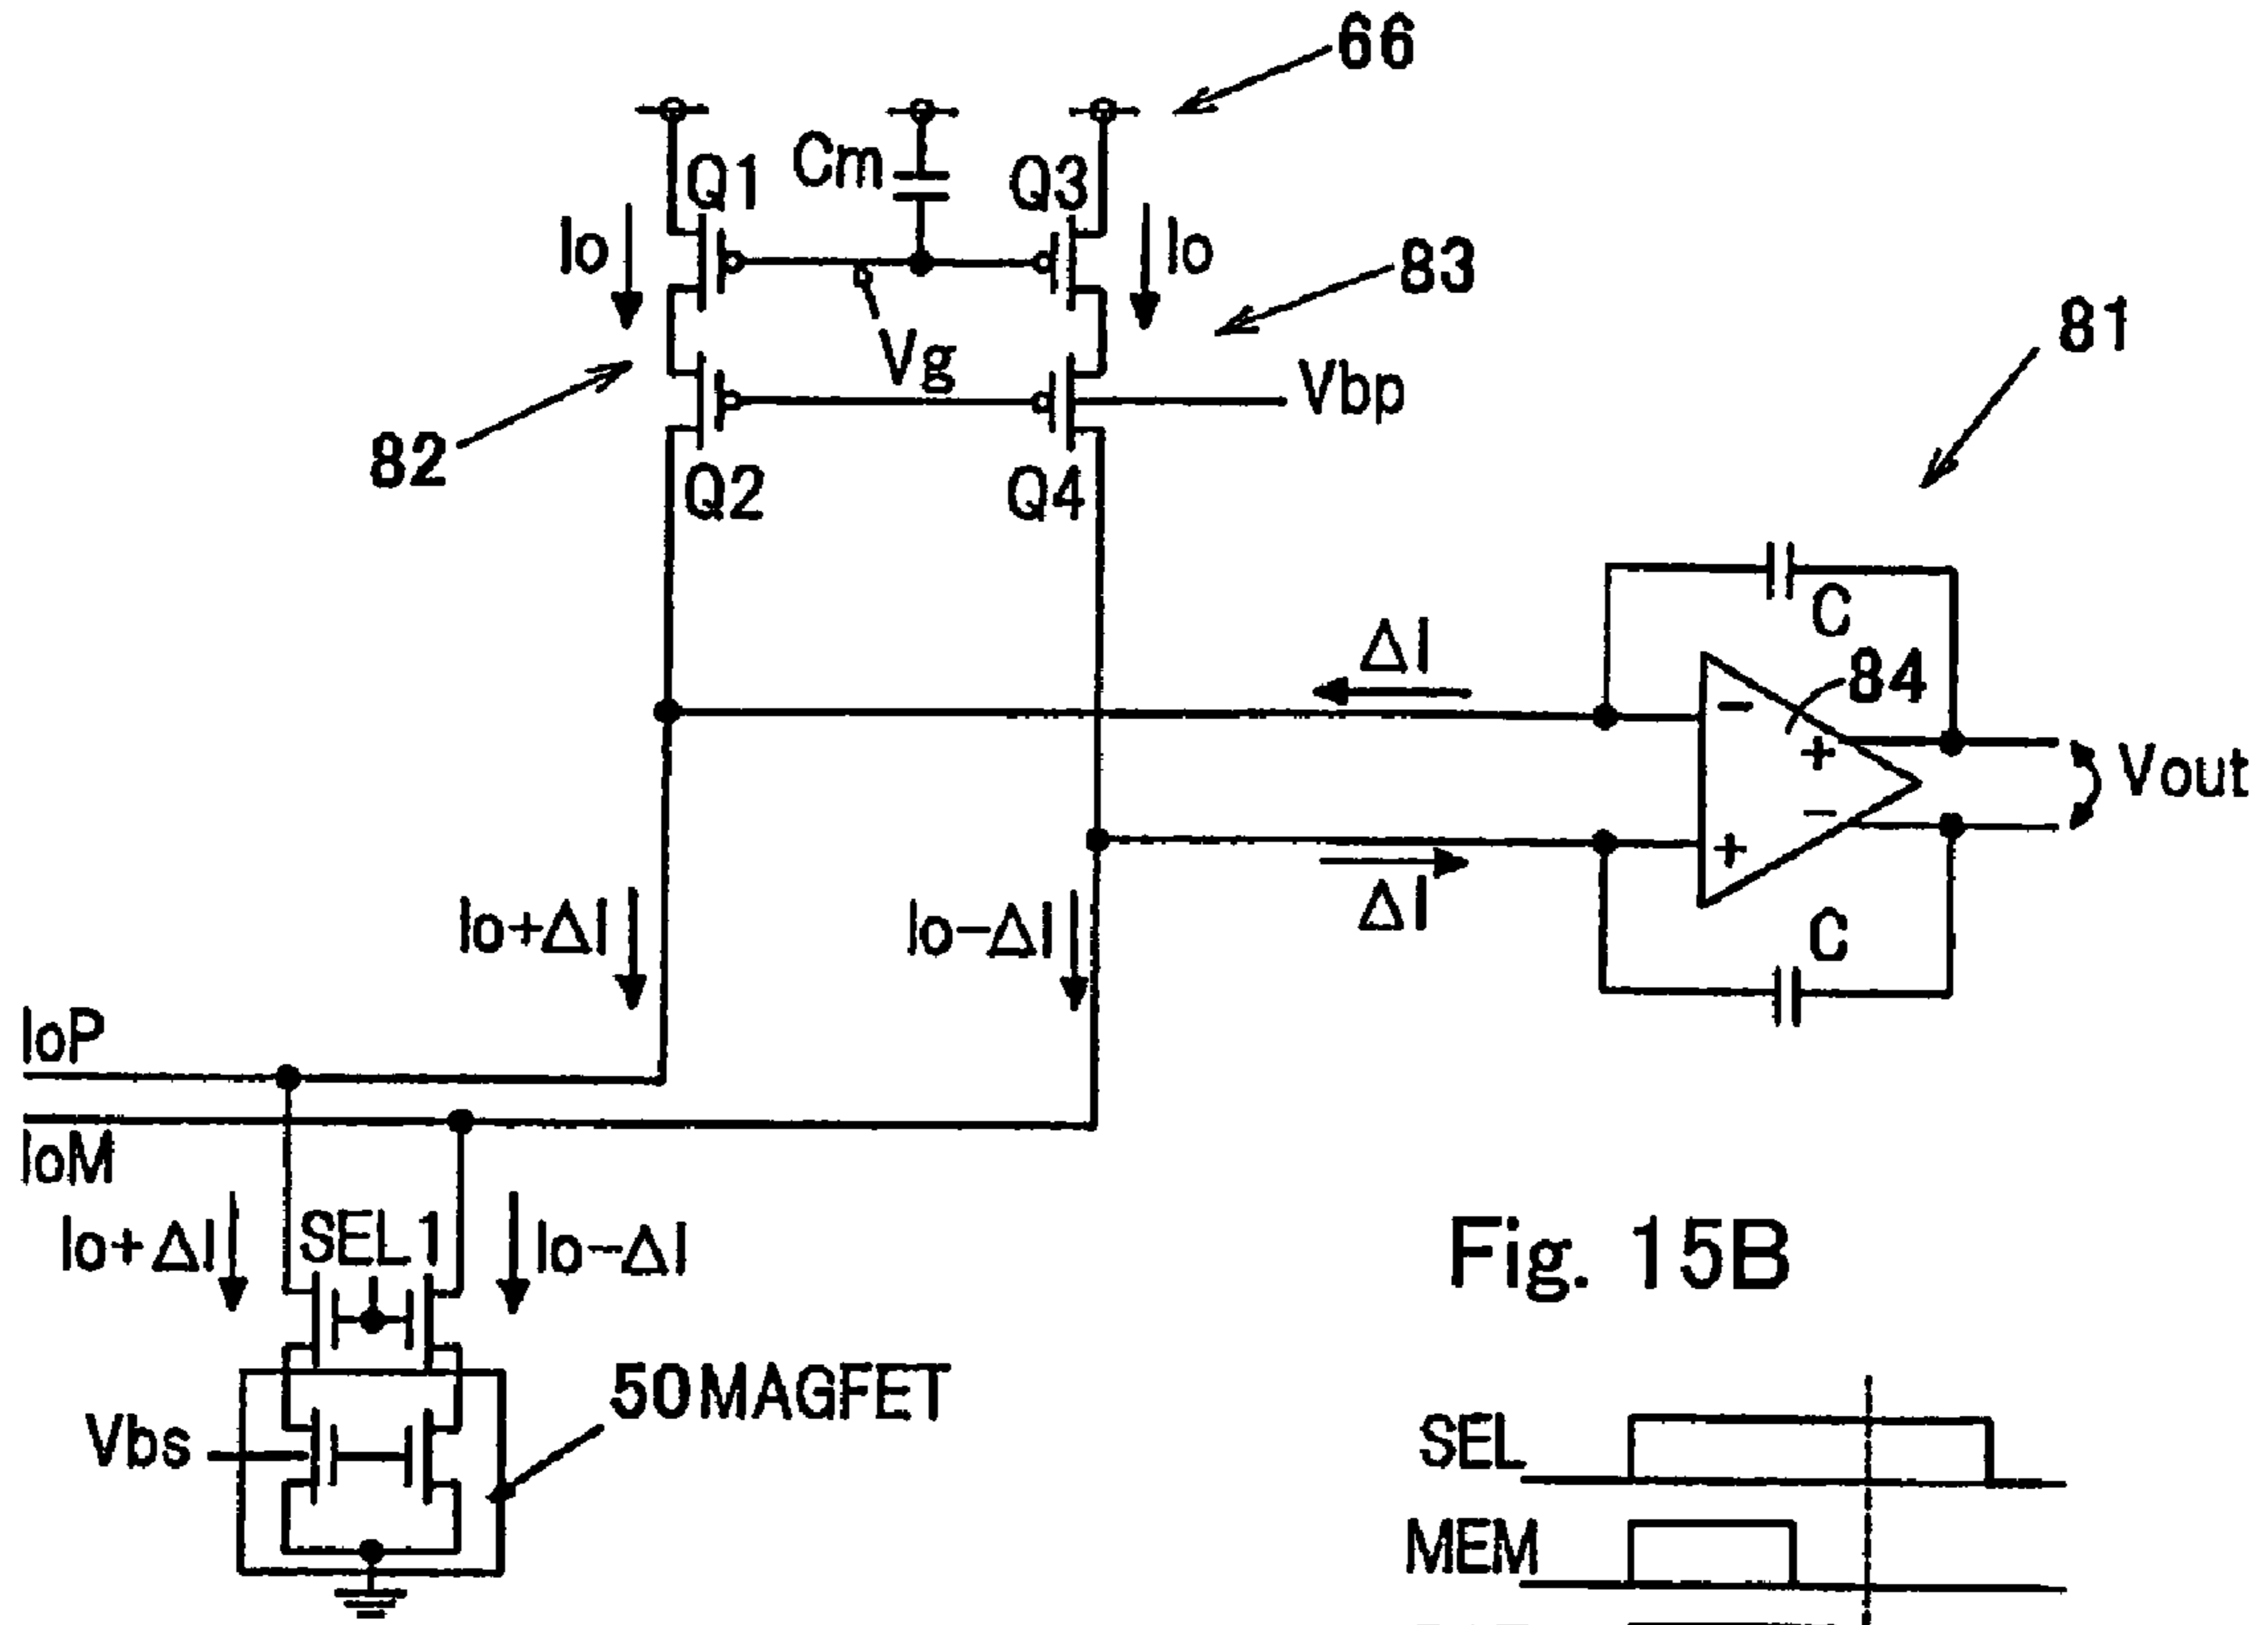 66
Q1
Cm
Q3
Io
Io
83
Vg
Vbp
81
82
Q2
Q4
C
ΔI
84
-
+
Vout
-
+
ΔI
C
Io+ΔI
Io-ΔI
IoP
IoM
Io+ΔI
SEL1
Io-ΔI
Fig. 15B
50MAGFET
Vbs
SEL
MEM